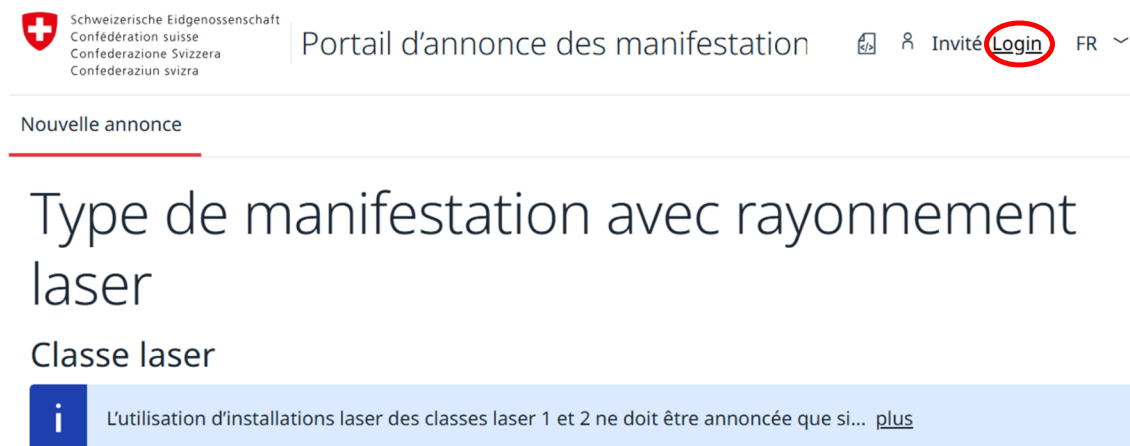 Schweizerische Eidgenossenschaft
Confédération suisse
Confederazione Svizzera
Confederaziun svizra
Portail d'annonce des manifestation
Invité Login FR
Nouvelle annonce
Type de manifestation avec rayonnement
laser
Classe laser
i L'utilisation d'installations laser des classes laser 1 et 2 ne doit être annoncée que si... plus